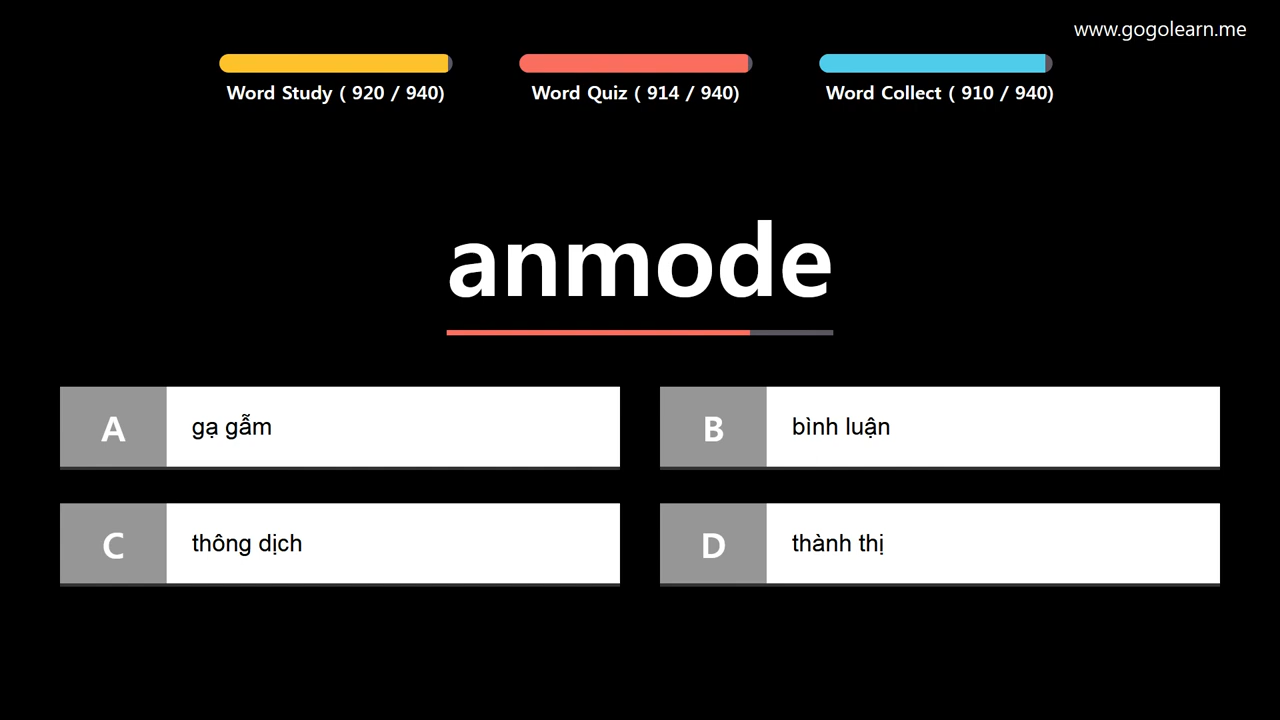 www.gogolearn.me
Word Study ( 920 / 940)
Word Quiz ( 914 / 940)
Word Collect ( 910 / 940)
anmode
A gạ gẫm
B bình luận
C thông dịch
D thành thị